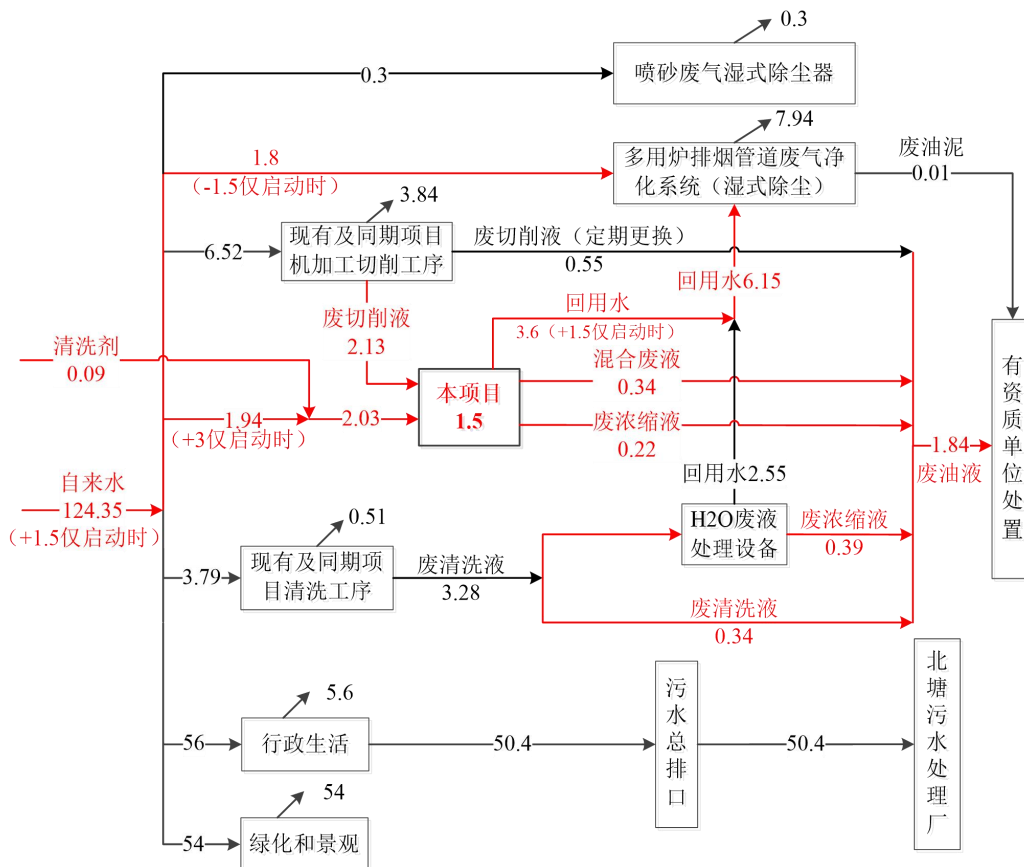 0.3
0.3
喷砂废气湿式除尘器
7.94
1.8
（-1.5仅启动时）
多用炉排烟管道废气净
化系统（湿式除尘）
废油泥
0.01
3.84
6.52
现有及同期项目
机加工切削工序
废切削液（定期更换）
0.55
回用水6.15
废切削液
2.13
回用水
3.6（+1.5仅启动时）
清洗剂
0.09
混合废液
0.34
本项目
1.5
1.94
（+3仅启动时）
2.03
废浓缩液
0.22
1.84
废油液
有资质单位处置
自来水
124.35
（+1.5仅启动时）
回用水2.55
H2O废液
处理设备
废浓缩液
0.39
0.51
3.79
现有及同期项
目清洗工序
废清洗液
3.28
废清洗液
0.34
5.6
56
行政生活
50.4
污水总排口
50.4
北塘污水处理厂
54
54
绿化和景观